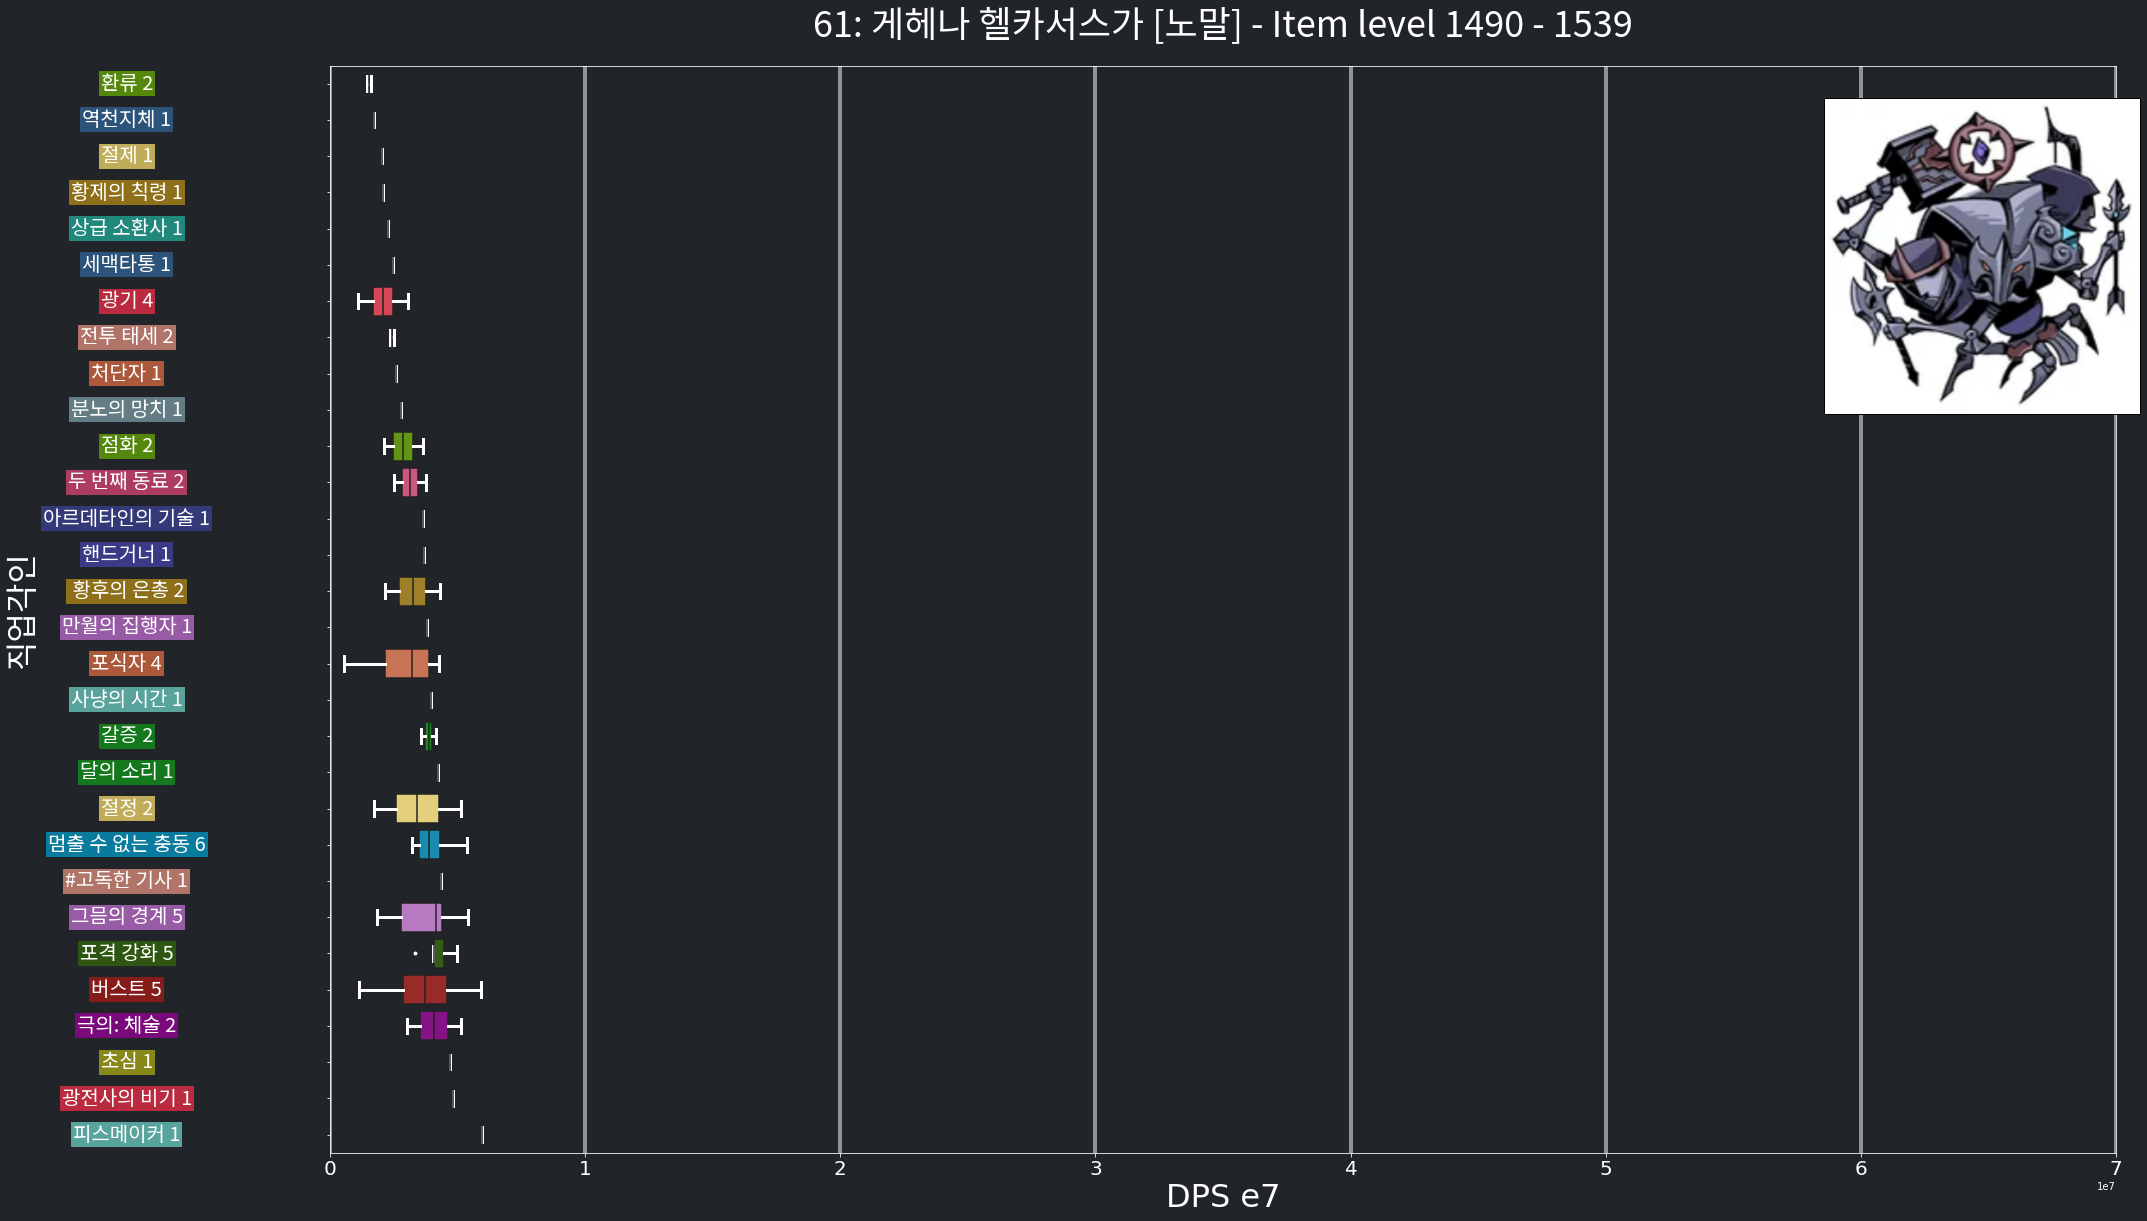 61: 게헤나 헬카서스가 [노말] - Item level 1490 - 1539
환류 2
역천지체 1
절제 1
황제의 칙령 1
상급 소환사 1
세맥타통 1
광기 4
전투 태세 2
처단자 1
분노의 망치 1
점화 2
두 번째 동료 2
아르데타인의 기술 1
핸드거너 1
황후의 은총 2
만월의 집행자 1
포식자 4
사냥의 시간 1
갈증 2
달의 소리 1
절정 2
멈출 수 없는 충동 6
#고독한 기사 1
그믐의 경계 5
포격 강화 5
버스트 5
극의: 체술 2
초심 1
광전사의 비기 1
피스메이커 1
직업각인
0 1 2 3 4 5 6 7
1e7
DPS e7